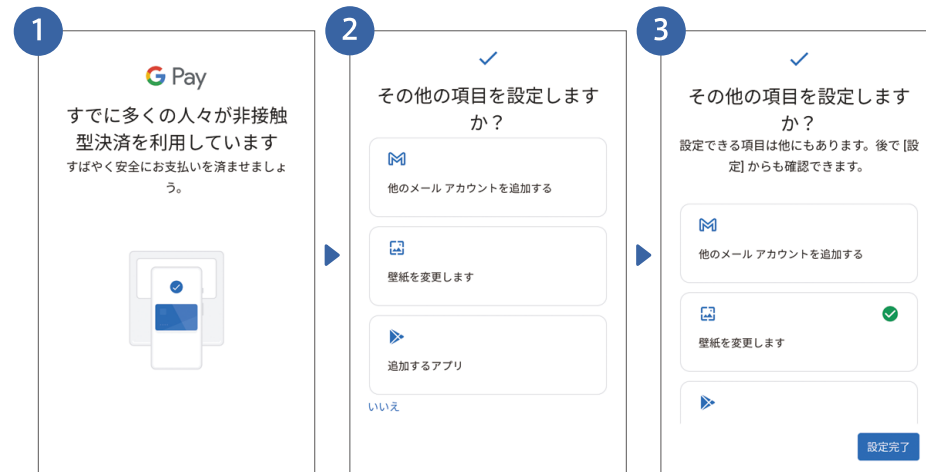 1
G Pay
すでに多くの人々が非接触
型決済を利用しています
すばやく安全にお支払いを済ませましょ
う。
2
その他の項目を設定します
か？
他のメール アカウントを追加する
壁紙を変更します
追加するアプリ
いいえ
3
その他の項目を設定します
か？
設定できる項目は他にもあります。後で [設
定] からも確認できます。
他のメール アカウントを追加する
壁紙を変更します
設定完了